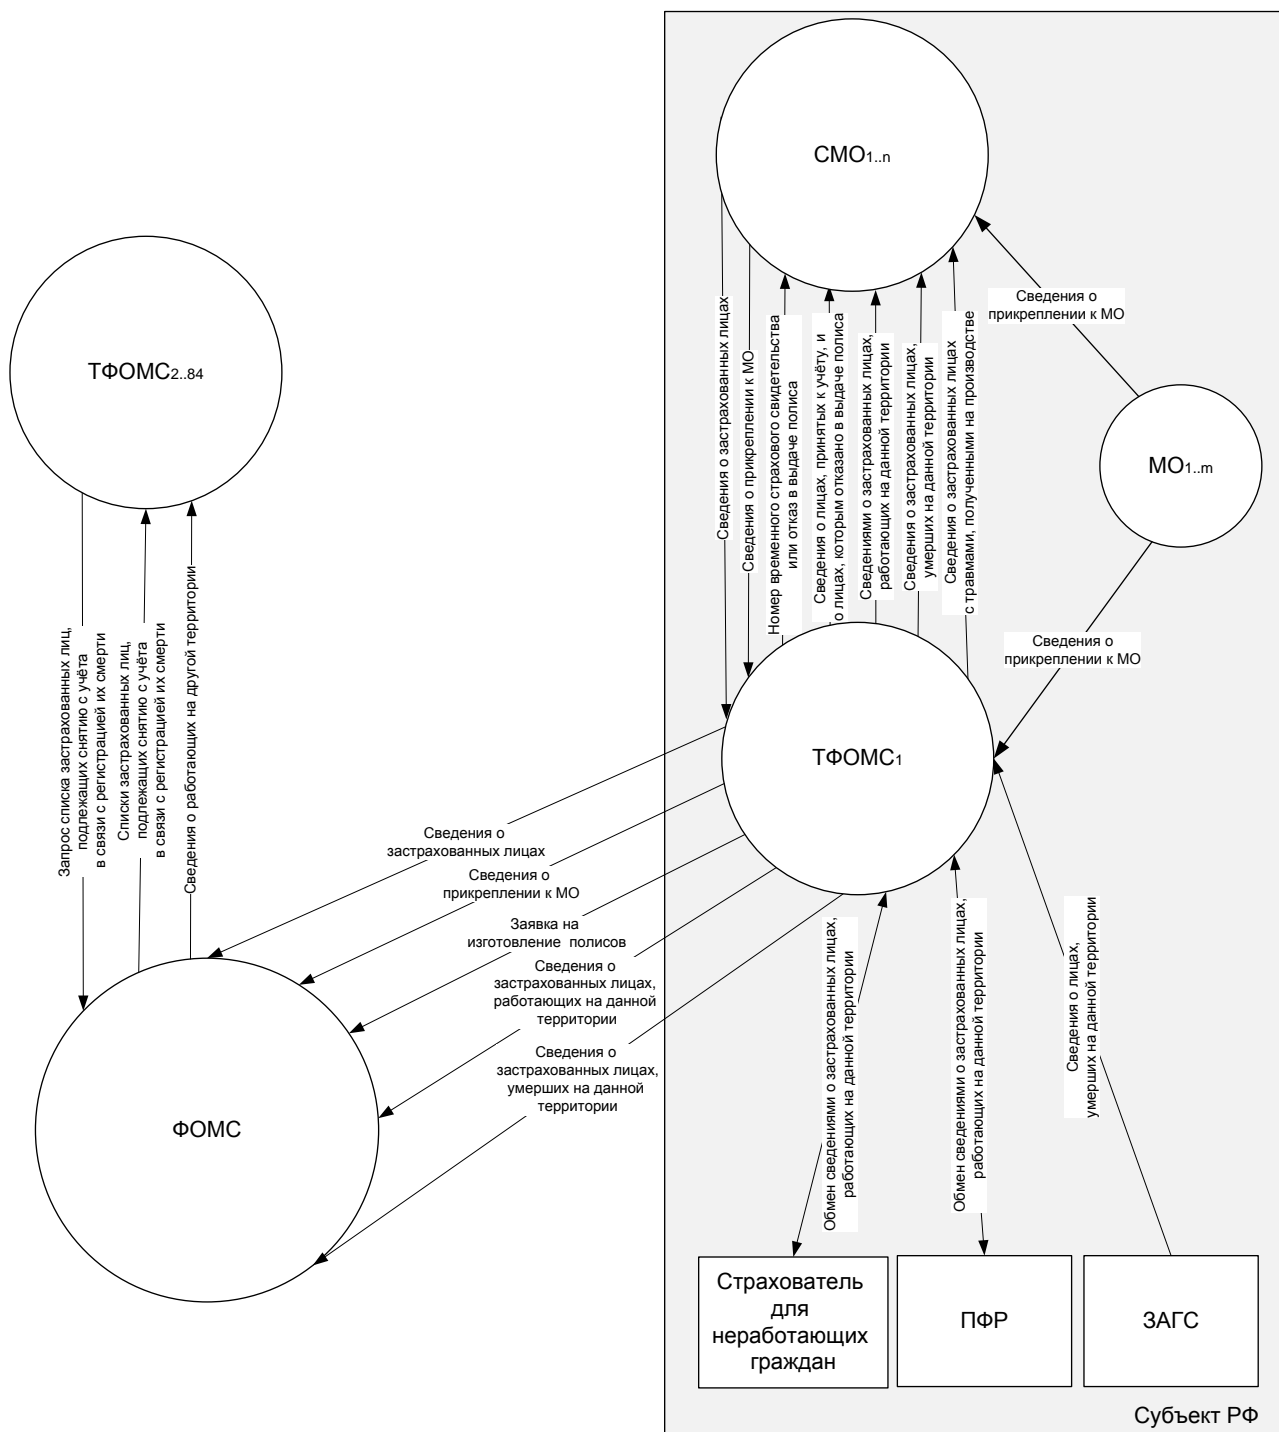 СМО1..n
ТФОМС2..84
Сведения о
прикреплении к МО
МО1..m
Сведения о застрахованных лицах
Сведения о прикреплении к МО
Номер временного страхового свидетельства
или отказ в выдаче полиса
Сведения о лицах, принятых к учёту, и
о лицах, которым отказано в выдаче полиса
Сведениями о застрахованных лицах,
работающих на данной территории
Сведения о застрахованных лицах,
умерших на данной территории
Сведения о застрахованных лицах
с травмами, полученными на производстве
Сведения о
прикреплении к МО
ТФОМС1
Запрос списка застрахованных лиц,
подлежащих снятию с учёта
в связи с регистрацией их смерти
Списки застрахованных лиц,
подлежащих снятию с учёта
в связи с регистрацией их смерти
Сведения о работающих на другой территории
Сведения о
застрахованных лицах
Сведения о
прикреплении к МО
Заявка на
изготовление полисов
Сведения о
застрахованных лицах,
работающих на данной
территории
Сведения о
застрахованных лицах,
умерших на данной
территории
ФОМС
Обмен сведениями о застрахованных лицах,
работающих на данной территории
Обмен сведениями о застрахованных лицах,
работающих на данной территории
Сведения о лицах,
умерших на данной территории
Страхователь
для
неработающих
граждан
ПФР
ЗАГС
Субъект РФ